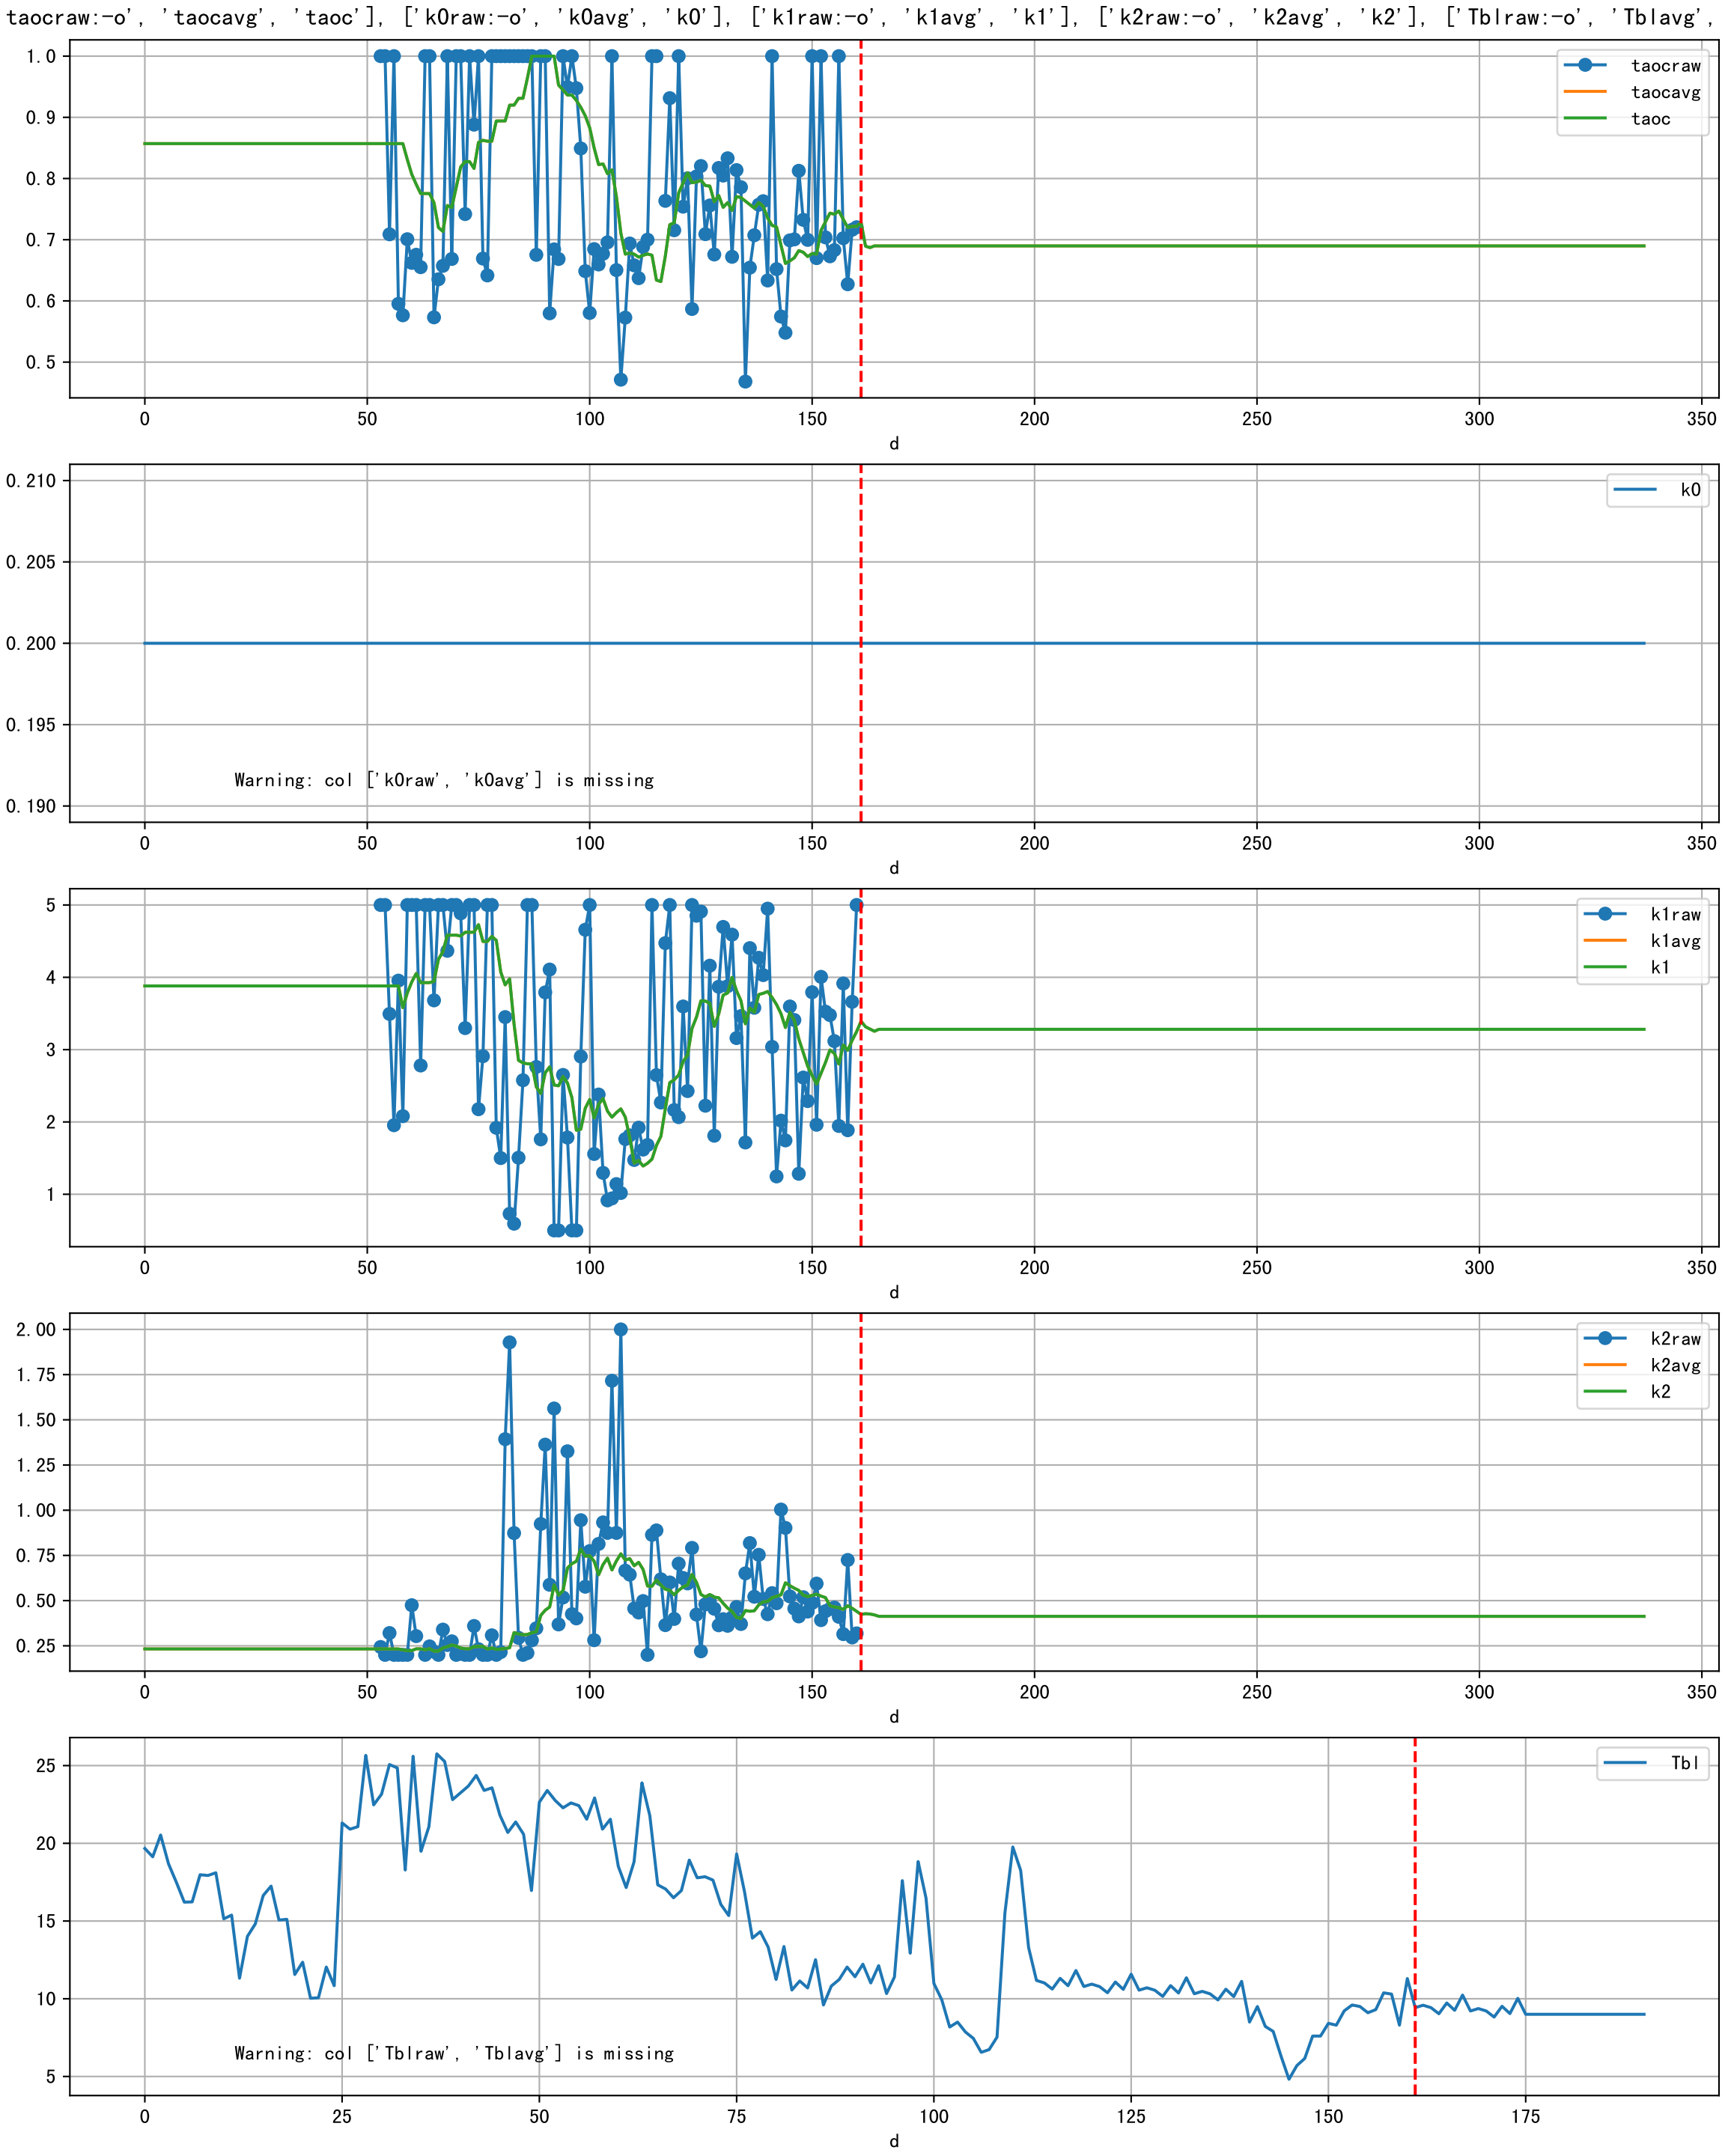 taocraw:-o', 'taocavg', 'taoc'], ['k0raw:-o', 'k0avg', 'k0'], ['k1raw:-o', 'k1avg', 'k1'], ['k2raw:-o', 'k2avg', 'k2'], ['Tblraw:-o', 'Tblavg',
1.0
0.9
0.8
0.7
0.6
0.5
taocraw
taocavg
taoc
0 50 100 150 200 250 300 350
d
0.210
0.205
0.200
0.195
0.190
k0
Warning: col ['k0raw', 'k0avg'] is missing
0 50 100 150 200 250 300 350
d
5
4
3
2
1
k1raw
k1avg
k1
0 50 100 150 200 250 300 350
d
2.00
1.75
1.50
1.25
1.00
0.75
0.50
0.25
k2raw
k2avg
k2
0 50 100 150 200 250 300 350
d
25
20
15
10
5
Tbl
Warning: col ['Tblraw', 'Tblavg'] is missing
0 25 50 75 100 125 150 175
d